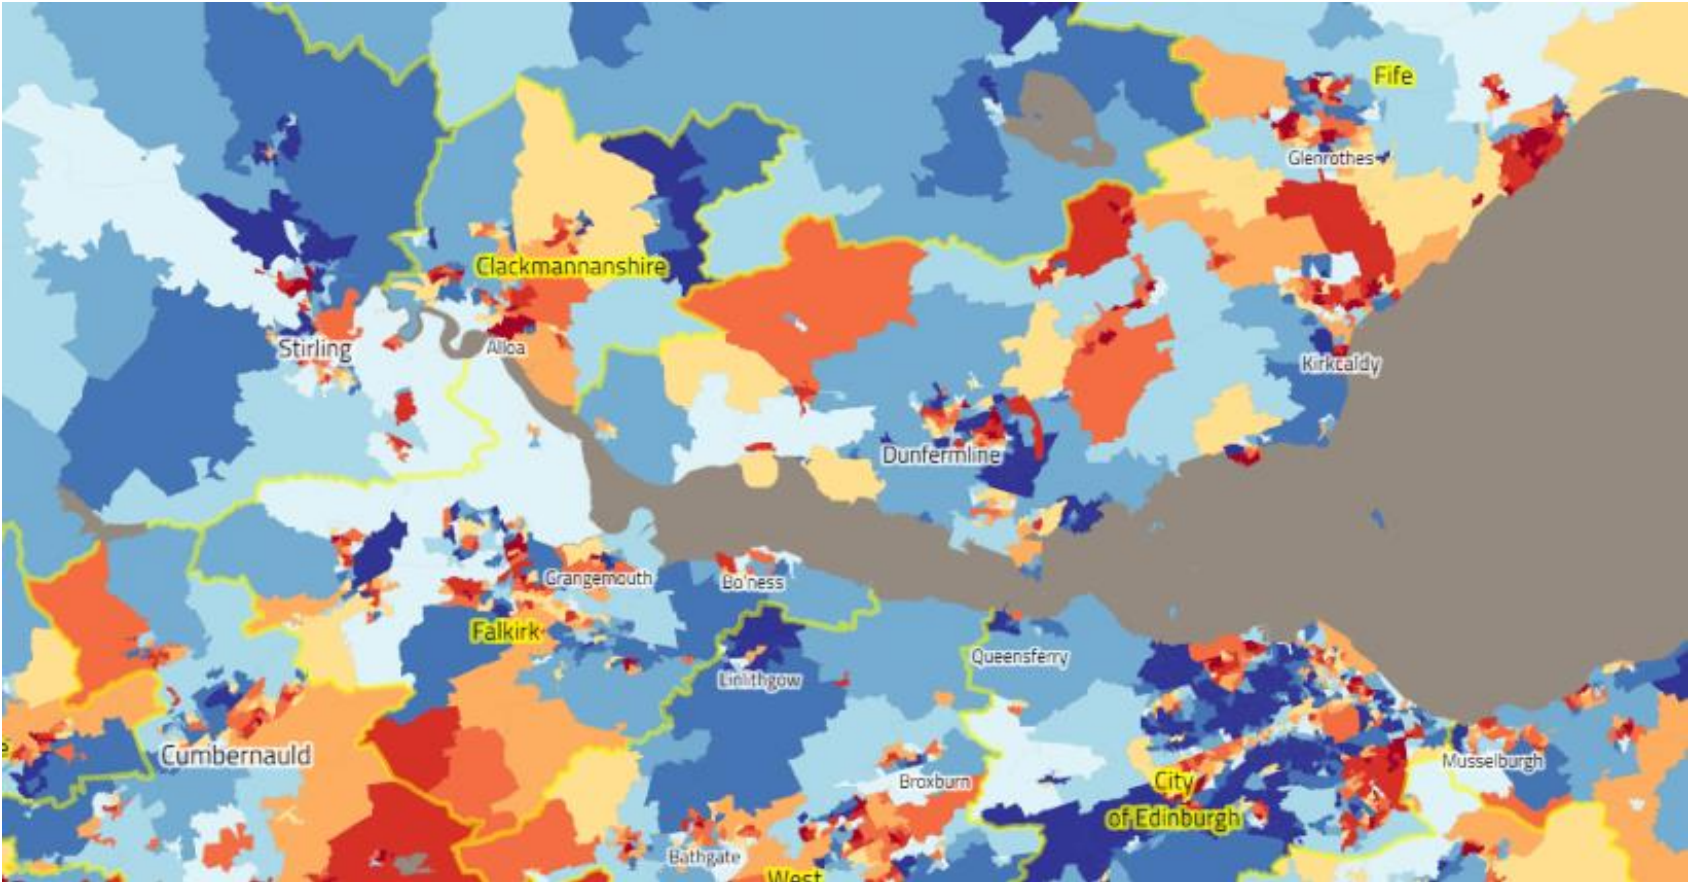 Fife
Glenrothes
Clackmannanshire
Stirling
Alloa
Kirkcaldy
Dunfermline
Grangemouth
Bo'ness
Falkirk
Queensferry
Linlithgow
Cumbernauld
Musselburgh
Broxburn
City
of Edinburgh
Bathgate
West